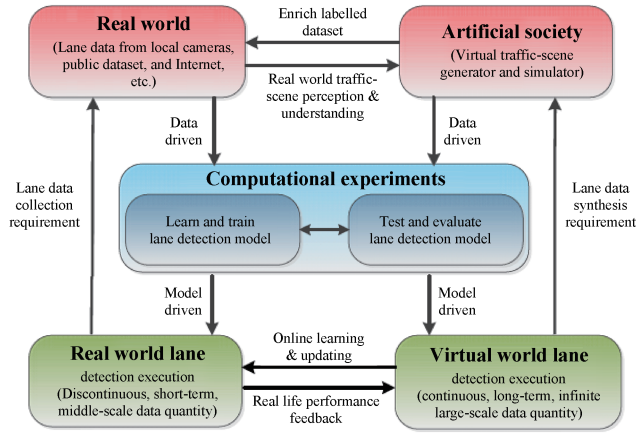 Real world
(Lane data from local cameras,
public dataset, and Internet,
etc.)
Enrich labelled
dataset
Real world traffic-
scene perception &
understanding
Artificial society
(Virtual traffic-scene
generator and simulator)
Data
driven
Data
driven
Lane data
collection
requirement
Computational experiments
Learn and train
lane detection model
Test and evaluate
lane detection model
Lane data
synthesis
requirement
Model
driven
Model
driven
Real world lane
detection execution
(Discontinuous, short-term,
middle-scale data quantity)
Online learning
& updating
Real life performance
feedback
Virtual world lane
detection execution
(continuous, long-term, infinite
large-scale data quantity)